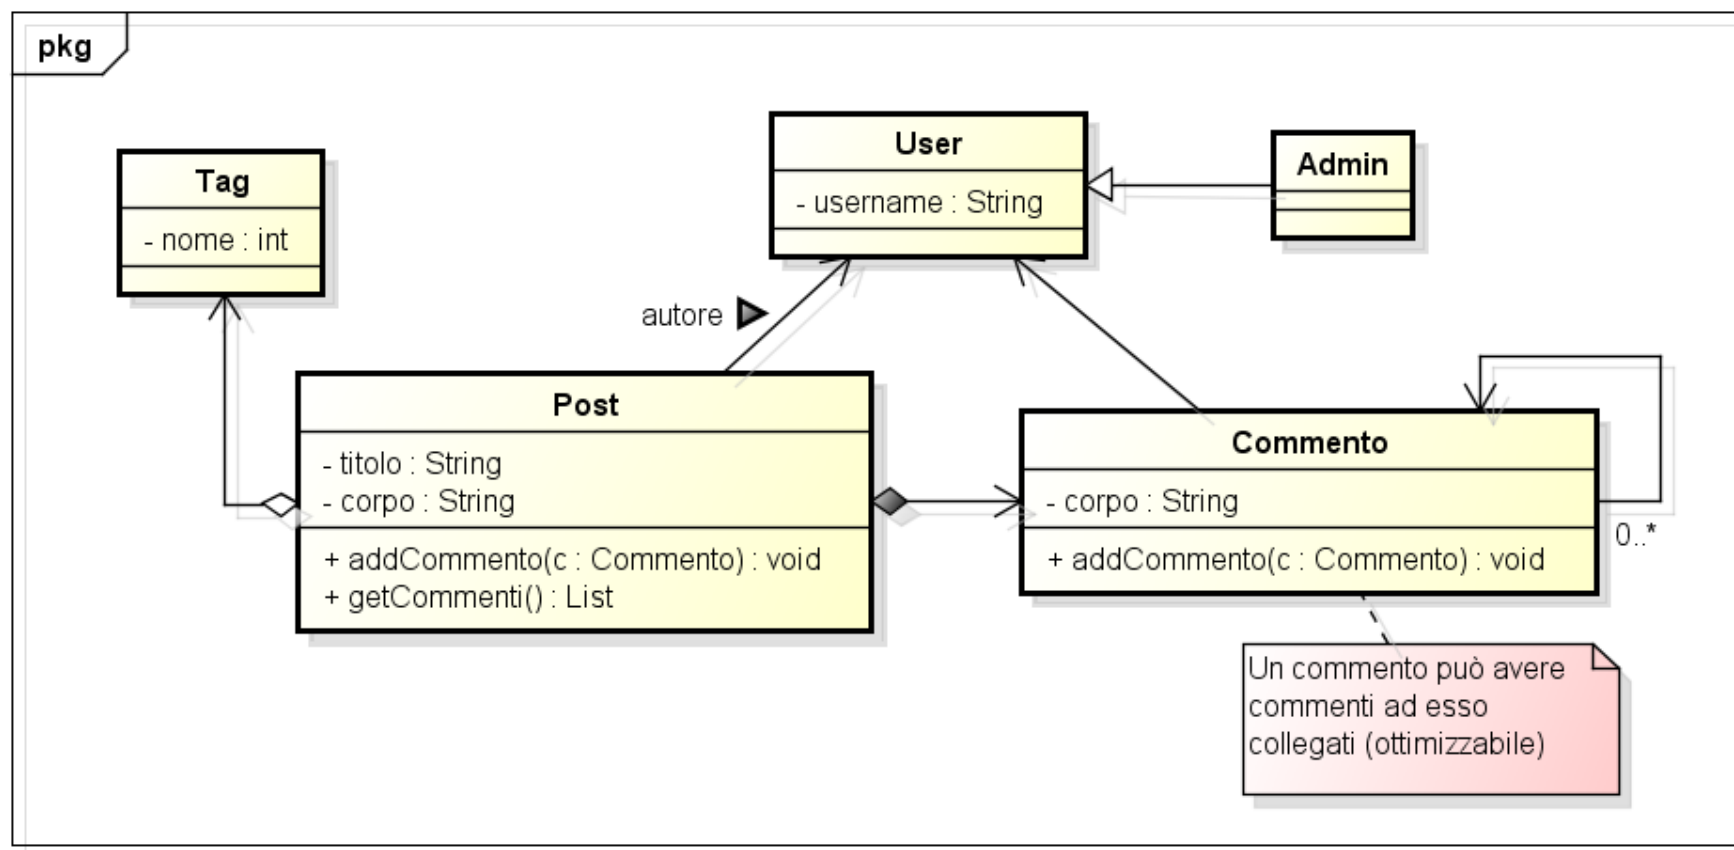 pkg
Tag
- nome : int
User
- username : String
Admin
autore
Post
- titolo : String
- corpo : String
+ addCommento(c : Commento) : void
+ getCommenti() : List
Commento
- corpo : String
+ addCommento(c : Commento) : void
0..*
Un commento può avere
commenti ad esso
collegati (ottimizzabile)